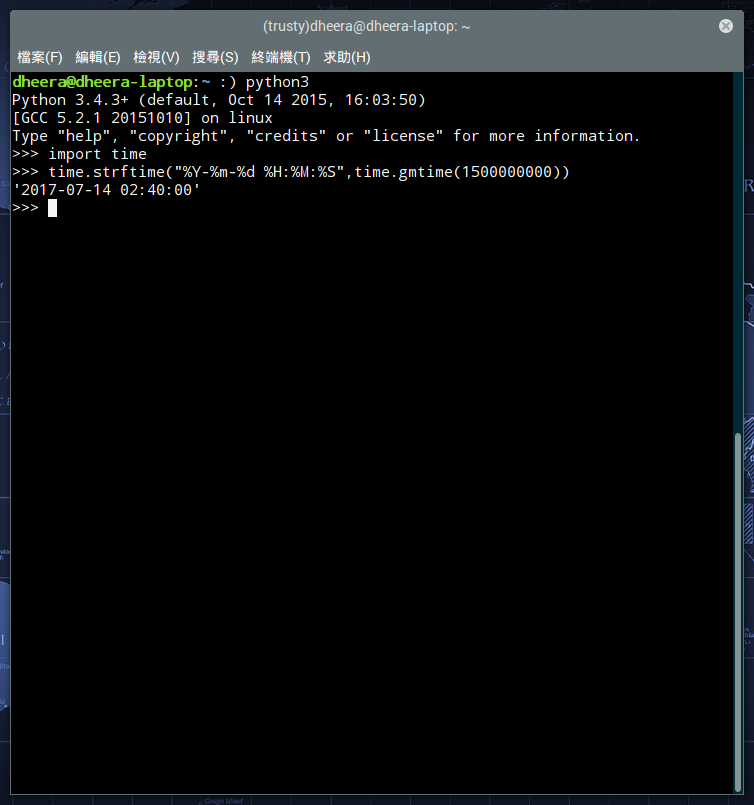 (trusty)dheera@dheera-laptop: ~
檔案(F) 編輯(E) 檢視(V) 搜尋(S) 終端機(T) 求助(H)
dheera@dheera-laptop:~ :) python3
Python 3.4.3+ (default, Oct 14 2015, 16:03:50)
[GCC 5.2.1 20151010] on linux
Type "help", "copyright", "credits" or "license" for more information.
>>> import time
>>> time.strftime("%Y-%m-%d %H:%M:%S",time.gmtime(1500000000))
'2017-07-14 02:40:00'
>>>